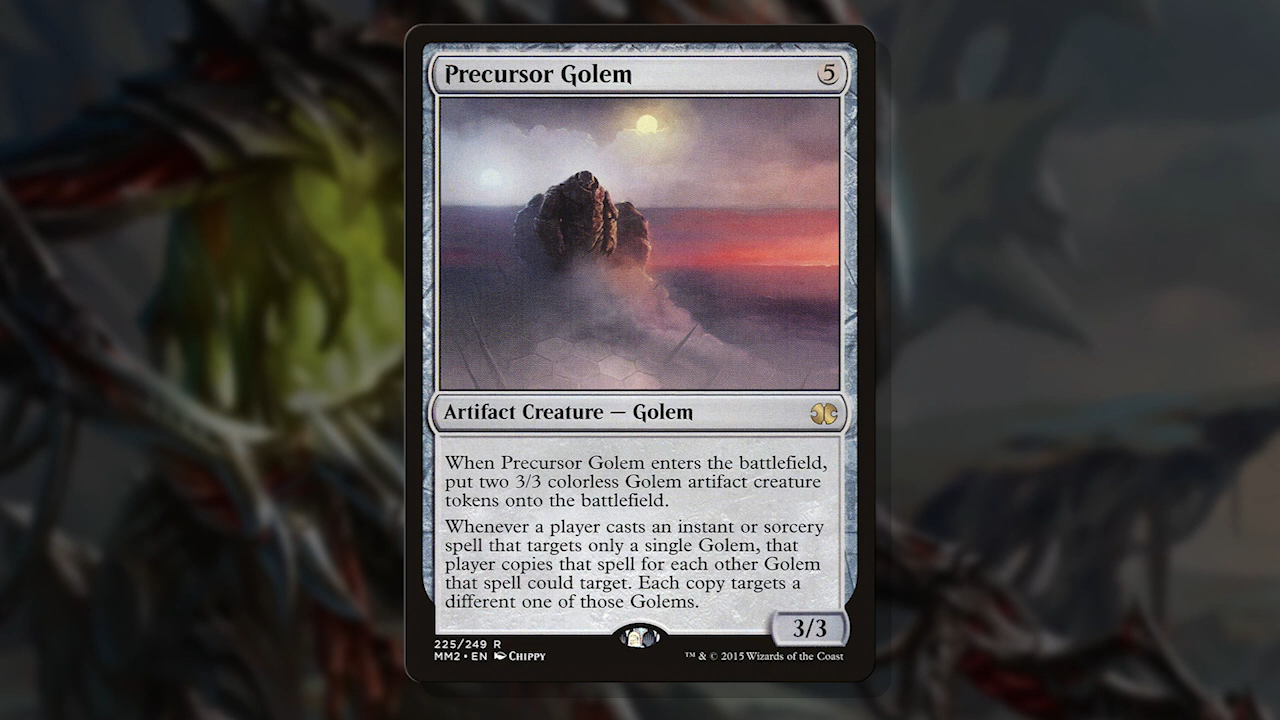 Precursor Golem 5
Artifact Creature — Golem
When Precursor Golem enters the battlefield,
put two 3/3 colorless Golem artifact creature
tokens onto the battlefield.
Whenever a player casts an instant or sorcery
spell that targets only a single Golem, that
player copies that spell for each other Golem
that spell could target. Each copy targets a
different one of those Golems.
3/3
225/249 R
MM2 • EN Chippy
™ & © 2015 Wizards of the Coast